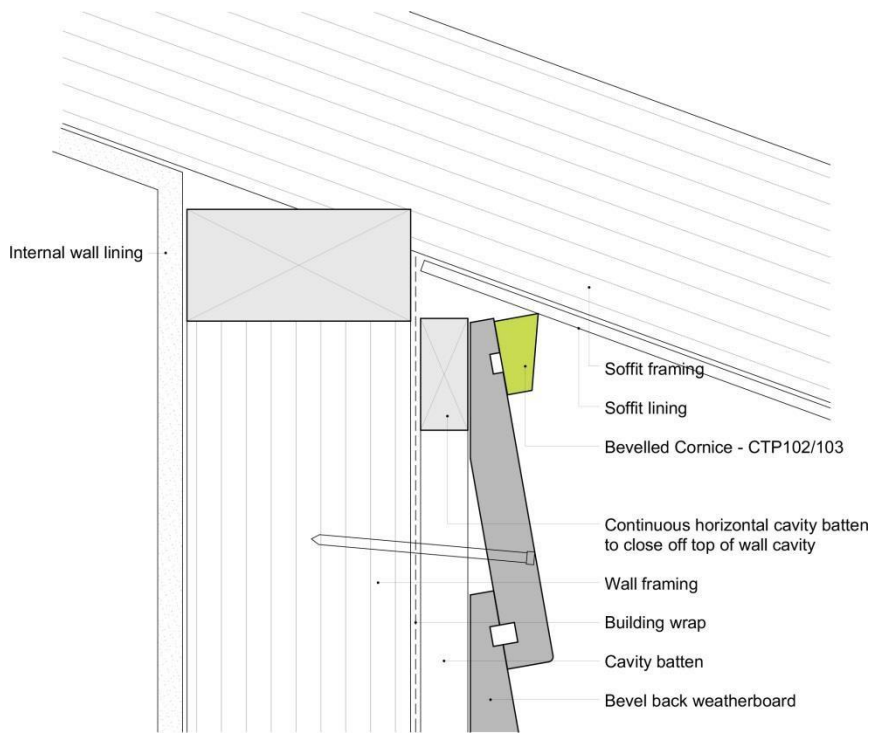 Internal wall lining
Soffit framing
Soffit lining
Bevelled Cornice - CTP102/103
Continuous horizontal cavity batten
to close off top of wall cavity
Wall framing
Building wrap
Cavity batten
Bevel back weatherboard